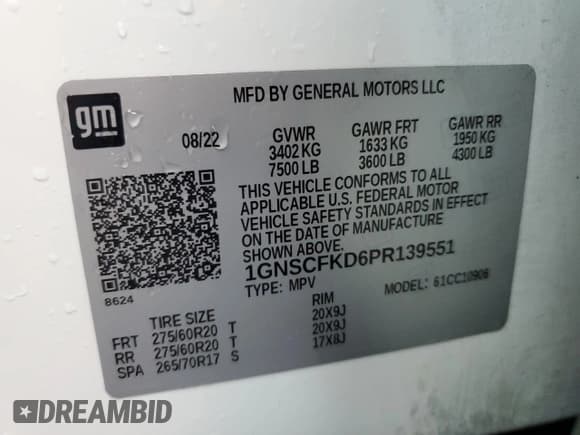 gm
MFD BY GENERAL MOTORS LLC
08/22 GVWR GAWR FRT GAWR RR
3402 KG 1633 KG 1950 KG
7500 LB 3600 LB 4300 LB
THIS VEHICLE CONFORMS TO ALL
APPLICABLE U.S. FEDERAL MOTOR
VEHICLE SAFETY STANDARDS IN EFFECT
ON THE DATE OF MANUFACTURE
SHOWN ABOVE.
1GNSCFKD6PR139551
8624
TYPE: MPV MODEL: 61CC10906
TIRE SIZE RIM
FRT 275/60R20 T 20X9J
RR 275/60R20 T 20X9J
SPA 265/70R17 S 17X8J
DREAMBID